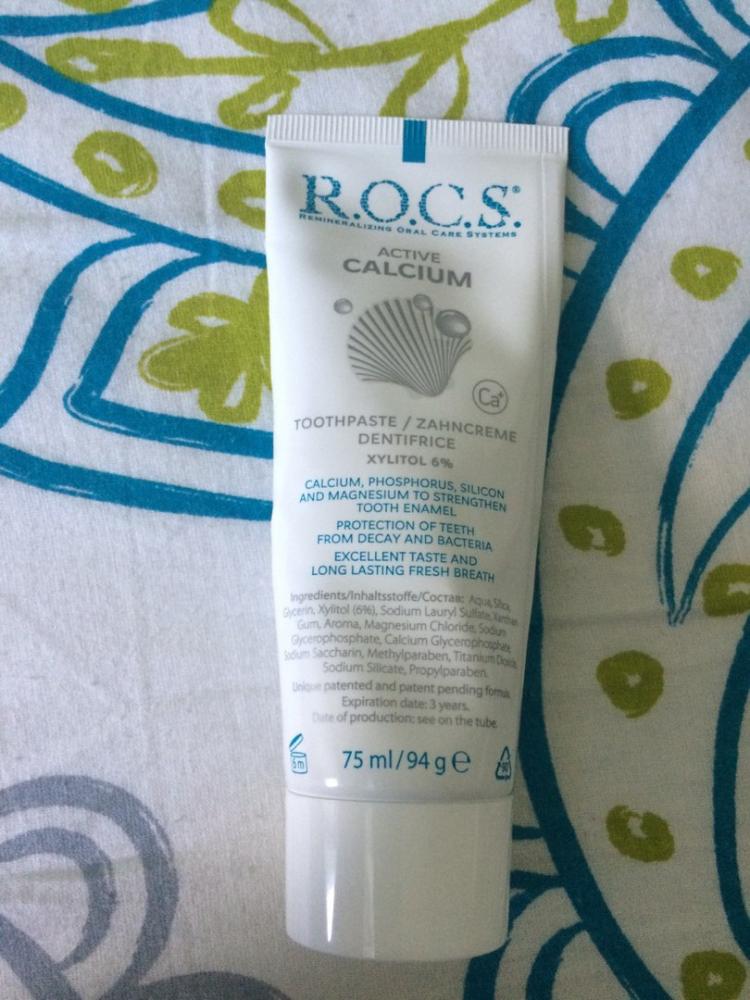 R.O.C.S.®
REMINERALIZING ORAL CARE SYSTEMS
ACTIVE
CALCIUM
Ca+
TOOTHPASTE / ZAHNCREME
DENTIFRICE
XYLITOL 6%
CALCIUM, PHOSPHORUS, SILICON
AND MAGNESIUM TO STRENGTHEN
TOOTH ENAMEL
PROTECTION OF TEETH
FROM DECAY AND BACTERIA
EXCELLENT TASTE AND
LONG LASTING FRESH BREATH
Ingredients/Inhaltsstoffe/Состав: Aqua, Silica,
Glycerin, Xylitol (6%), Sodium Lauryl Sulfate, Xanthan
Gum, Aroma, Magnesium Chloride, Sodium
Glycerophosphate, Calcium Glycerophosphate,
Sodium Saccharin, Methylparaben, Titanium Dioxide,
Sodium Silicate, Propylparaben.
Unique patented and patent pending formula.
Expiration date: 3 years.
Date of production: see on the tube.
6m
75 ml/94 g e